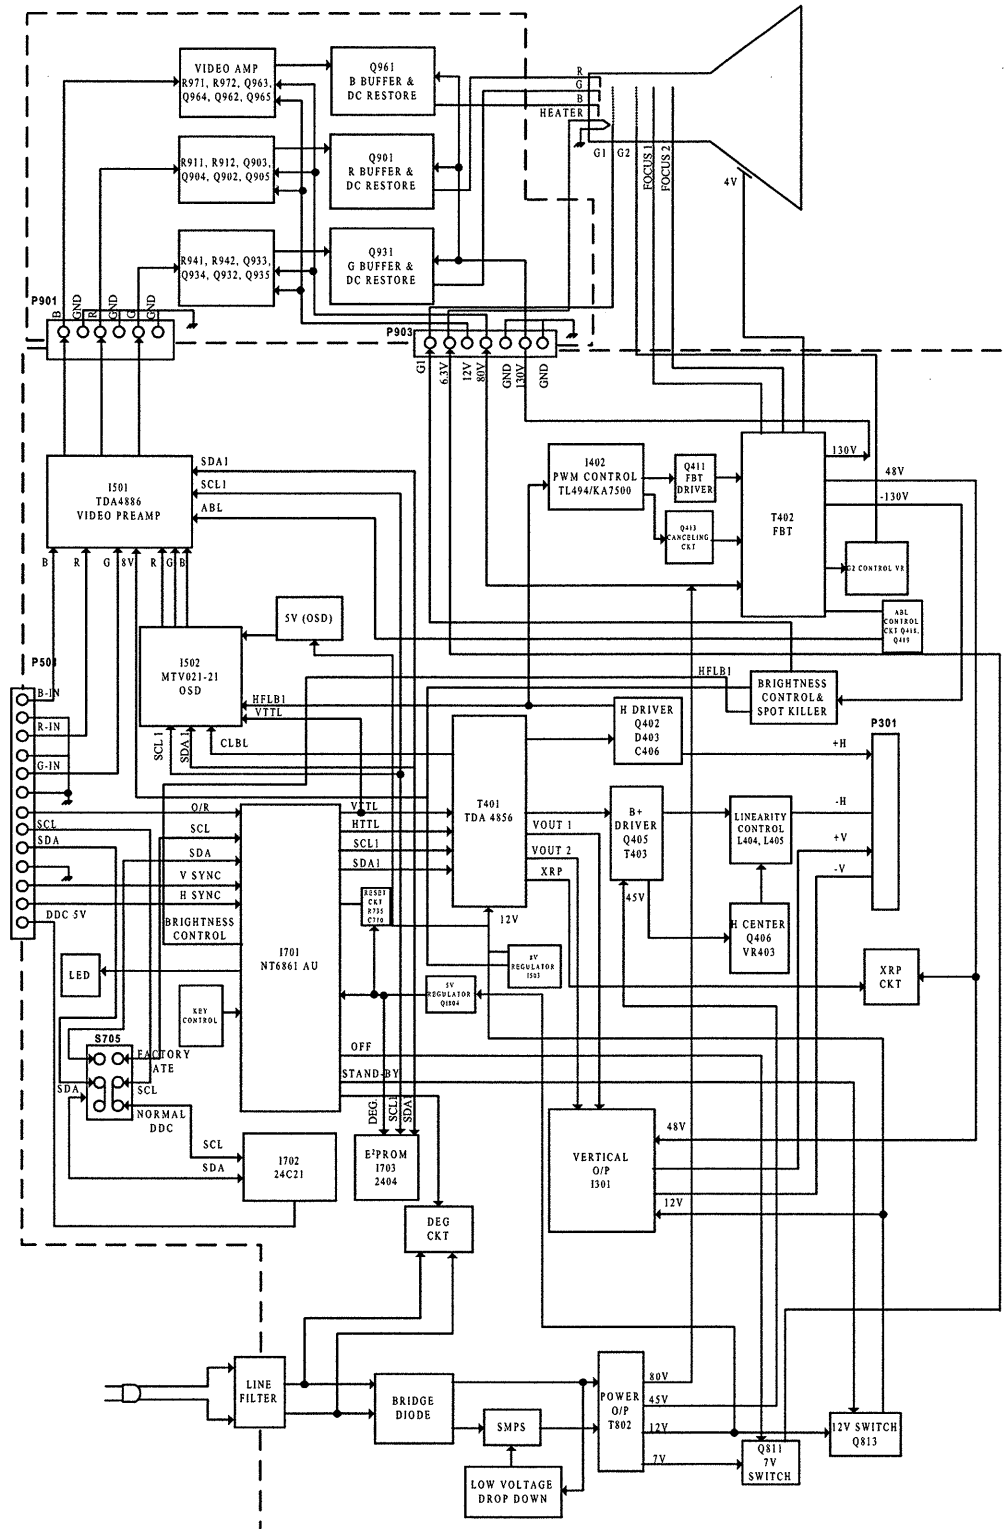 VIDEO AMP
R971, R972, Q963,
Q964, Q962, Q965
Q961
B BUFFER &
DC RESTORE
R
G
B
HEATER
G1
G2
FOCUS 1
FOCUS 2
4V
R911, R912, Q903,
Q904, Q902, Q905
Q901
R BUFFER &
DC RESTORE
R941, R942, Q933,
Q934, Q932, Q935
Q931
G BUFFER &
DC RESTORE
P901
B
GND
R
GND
G
GND
P903
G1
6.3V
12V
80V
GND
130V
GND
I501
TDA4886
VIDEO PREAMP
SDA1
SCL1
ABL
B
R
G
8V
R
G
B
I402
PWM CONTROL
TL494/KA7500
Q411
FBT
DRIVER
Q413
CANCELING
CKT
T402
FBT
130V
48V
-130V
G2 CONTROL VR
ABL
CONTROL
CKT Q418,
Q419
5V (OSD)
I502
MTV021-21
OSD
HFLB1
VTTL
SCL 1
SDA 1
CLBL
HFLB1
BRIGHTNESS
CONTROL&
SPOT KILLER
H DRIVER
Q402
D403
C406
P301
+H
-H
+V
-V
P501
B-IN
R-IN
G-IN
O/R
SCL
SDA
V SYNC
H SYNC
DDC 5V
SCL
SDA
BRIGHTNESS
CONTROL
I701
NT6861 AU
VTTL
HTTL
SCL1
SDA1
RESET
CKT
R735
C710
T401
TDA 4856
VOUT 1
VOUT 2
XRP
12V
B+
DRIVER
Q405
T403
45V
LINEARITY
CONTROL
L404, L405
H CENTER
Q406
VR403
XRP
CKT
LED
KEY
CONTROL
8V
REGULATOR
I503
5V
REGULATOR
QI804
OFF
STAND-BY
S705
FACTORY
ATE
SDA
SCL
NORMAL
DDC
SCL
SDA
I702
24C21
DEG.
SCL1
SDA1
E²PROM
I703
2404
DEG
CKT
VERTICAL
O/P
I301
48V
12V
LINE
FILTER
BRIDGE
DIODE
SMPS
LOW VOLTAGE
DROP DOWN
POWER
O/P
T802
80V
45V
12V
7V
Q811
7V
SWITCH
12V SWITCH
Q813